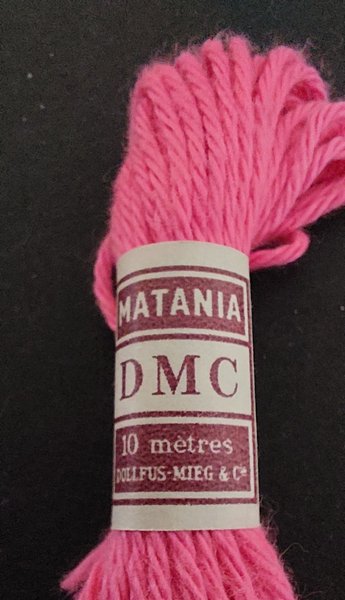 MATANIA
DMC
10 mètres
DOLLFUS-MIEG & Cie